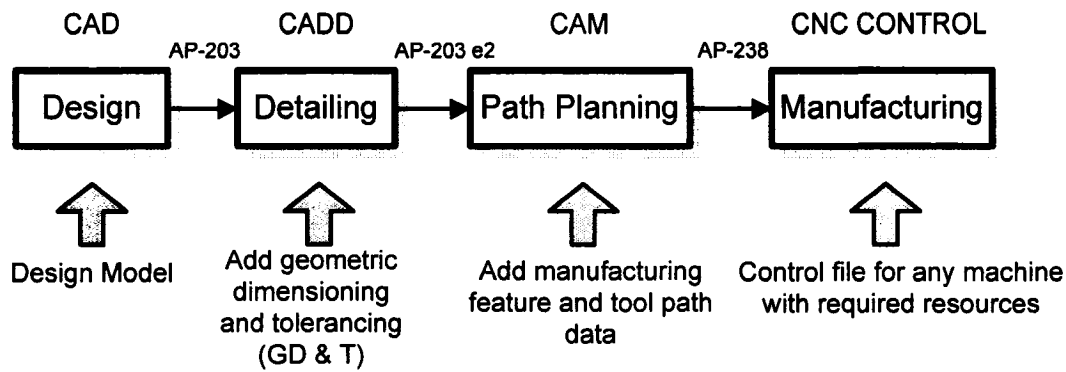 CAD
CADD
CAM
CNC CONTROL
AP-203
AP-203 e2
AP-238
Design
Detailing
Path Planning
Manufacturing
Design Model
Add geometric
dimensioning
and tolerancing
(GD & T)
Add manufacturing
feature and tool path
data
Control file for any machine
with required resources